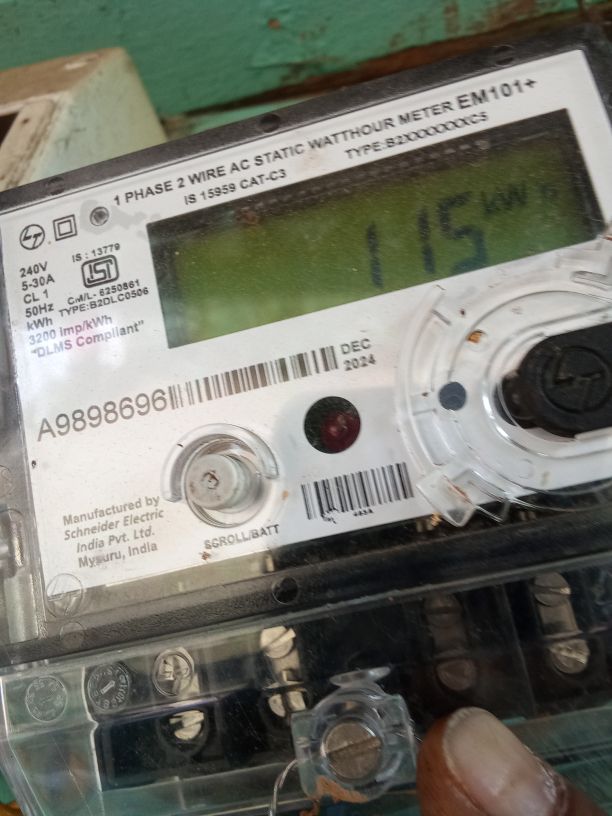 1 PHASE 2 WIRE AC STATIC WATTHOUR METER EM101+
IS 15959 CAT-C3
TYPE:B2XXXXXXXC5
115 kW
240V
5-30A
CL 1
50Hz
kWh
IS : 13779
ISI
CM/L- 6250861
TYPE:B2DLC0506
3200 imp/kWh
"DLMS Compliant"
A9898696
DEC
2024
Manufactured by
Schneider Electric
India Pvt. Ltd.
Mysuru, India
SCROLL/BATT